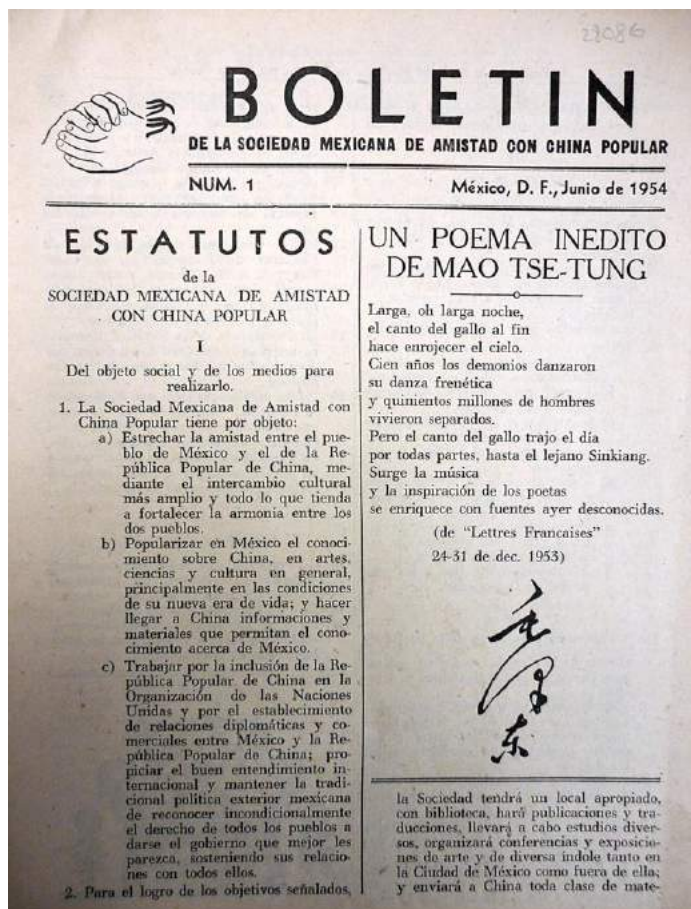 29086
BOLETIN
DE LA SOCIEDAD MEXICANA DE AMISTAD CON CHINA POPULAR
NUM. 1
México, D. F., Junio de 1954
ESTATUTOS
de la
SOCIEDAD MEXICANA DE AMISTAD
CON CHINA POPULAR
I
Del objeto social y de los medios para
realizarlo.
1. La Sociedad Mexicana de Amistad con
China Popular tiene por objeto:
a) Estrechar la amistad entre el pue-
blo de México y el de la Re-
pública Popular de China, me-
diante el intercambio cultural
más amplio y todo lo que tienda
a fortalecer la armonia entre los
dos pueblos.
b) Popularizar en México el conoci-
miento sobre China, en artes,
ciencias y cultura en general,
principalmente en las condiciones
de su nueva era de vida; y hacer
llegar a China informaciones y
materiales que permitan el cono-
cimiento acerca de México.
c) Trabajar por la inclusión de la Re-
pública Popular de China en la
Organización de las Naciones
Unidas y por el establecimiento
de relaciones diplomáticas y co-
merciales entre México y la Re-
pública Popular de China; pro-
piciar el buen entendimiento in-
ternacional y mantener la tradi-
cional política exterior mexicana
de reconocer incondicionalmente
el derecho de todos los pueblos a
darse el gobierno que mejor les
parezca, sosteniendo sus relacio-
nes con todos ellos.
2. Para el logro de los objetivos señalados,
UN POEMA INEDITO
DE MAO TSE-TUNG
Larga, oh larga noche,
el canto del gallo al fin
hace enrojecer el cielo.
Cien años los demonios danzaron
su danza frenética
y quinientos millones de hombres
vivieron separados.
Pero el canto del gallo trajo el día
por todas partes, hasta el lejano Sinkiang.
Surge la música
y la inspiración de los poetas
se enriquece con fuentes ayer desconocidas.
(de "Lettres Francaises"
24-31 de dec. 1953)
毛泽东
la Sociedad tendrá un local apropiado,
con biblioteca, hará publicaciones y tra-
ducciones, llevará a cabo estudios diver-
sos, organizará conferencias y exposicio-
nes de arte y de diversa índole tanto en
la Ciudad de México como fuera de ella;
y enviará a China toda clase de mate-